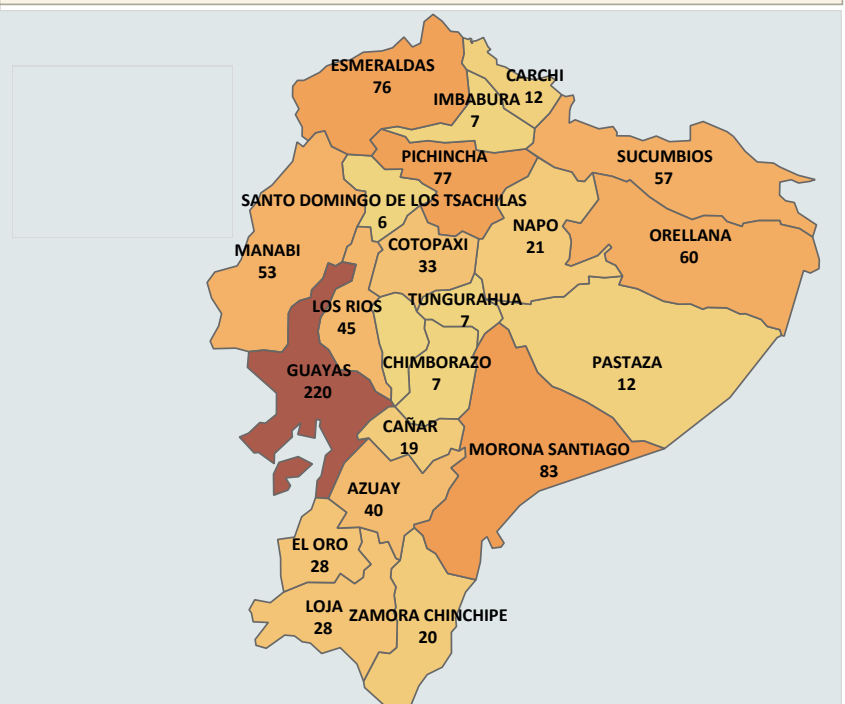 ESMERALDAS
76
CARCHI
12
IMBABURA
7
PICHINCHA
77
SUCUMBIOS
57
SANTO DOMINGO DE LOS TSACHILAS
6
NAPO
21
ORELLANA
60
MANABI
53
COTOPAXI
33
LOS RIOS
45
TUNGURAHUA
7
GUAYAS
220
CHIMBORAZO
7
PASTAZA
12
CAÑAR
19
MORONA SANTIAGO
83
AZUAY
40
EL ORO
28
LOJA
28
ZAMORA CHINCHIPE
20